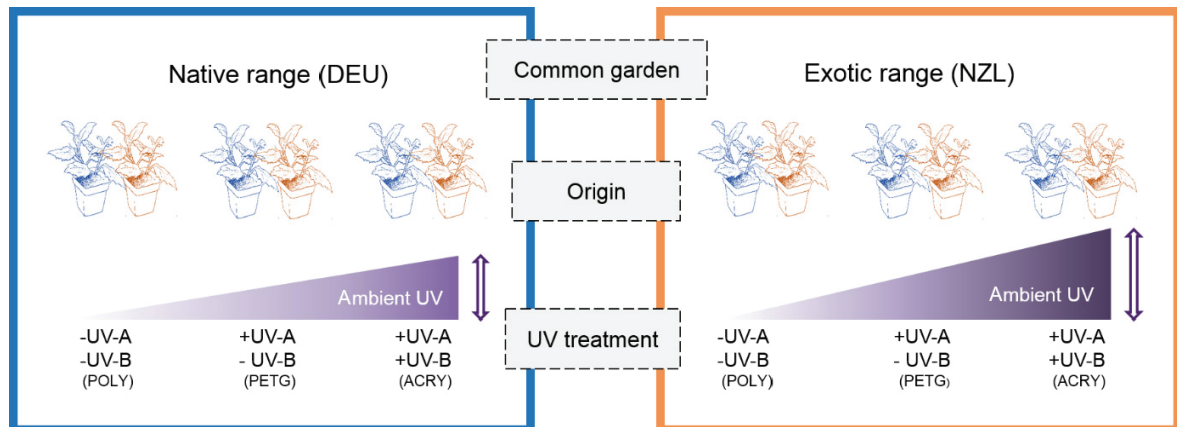 Native range (DEU)
Common garden
Exotic range (NZL)
Origin
Ambient UV
Ambient UV
-UV-A
-UV-B
(POLY)
+UV-A
- UV-B
(PETG)
+UV-A
+UV-B
(ACRY)
UV treatment
-UV-A
-UV-B
(POLY)
+UV-A
- UV-B
(PETG)
+UV-A
+UV-B
(ACRY)